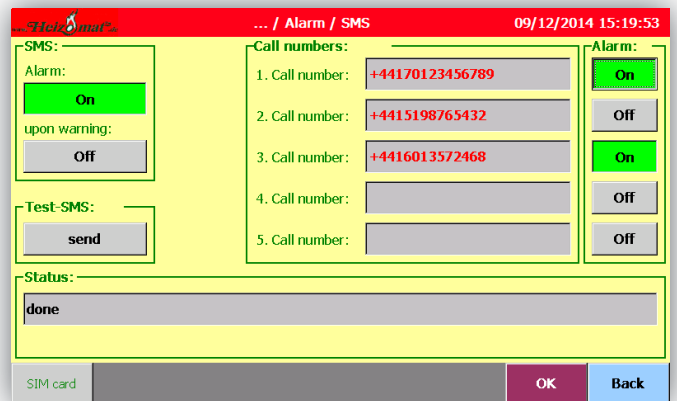 Heizomat
... / Alarm / SMS
09/12/2014 15:19:53
SMS:
Alarm:
On
upon warning:
Off
Test-SMS:
send
Call numbers:
1. Call number: +44170123456789
2. Call number: +4415198765432
3. Call number: +4416013572468
4. Call number:
5. Call number:
Alarm:
On
Off
On
Off
Off
Status:
done
SIM card
OK
Back